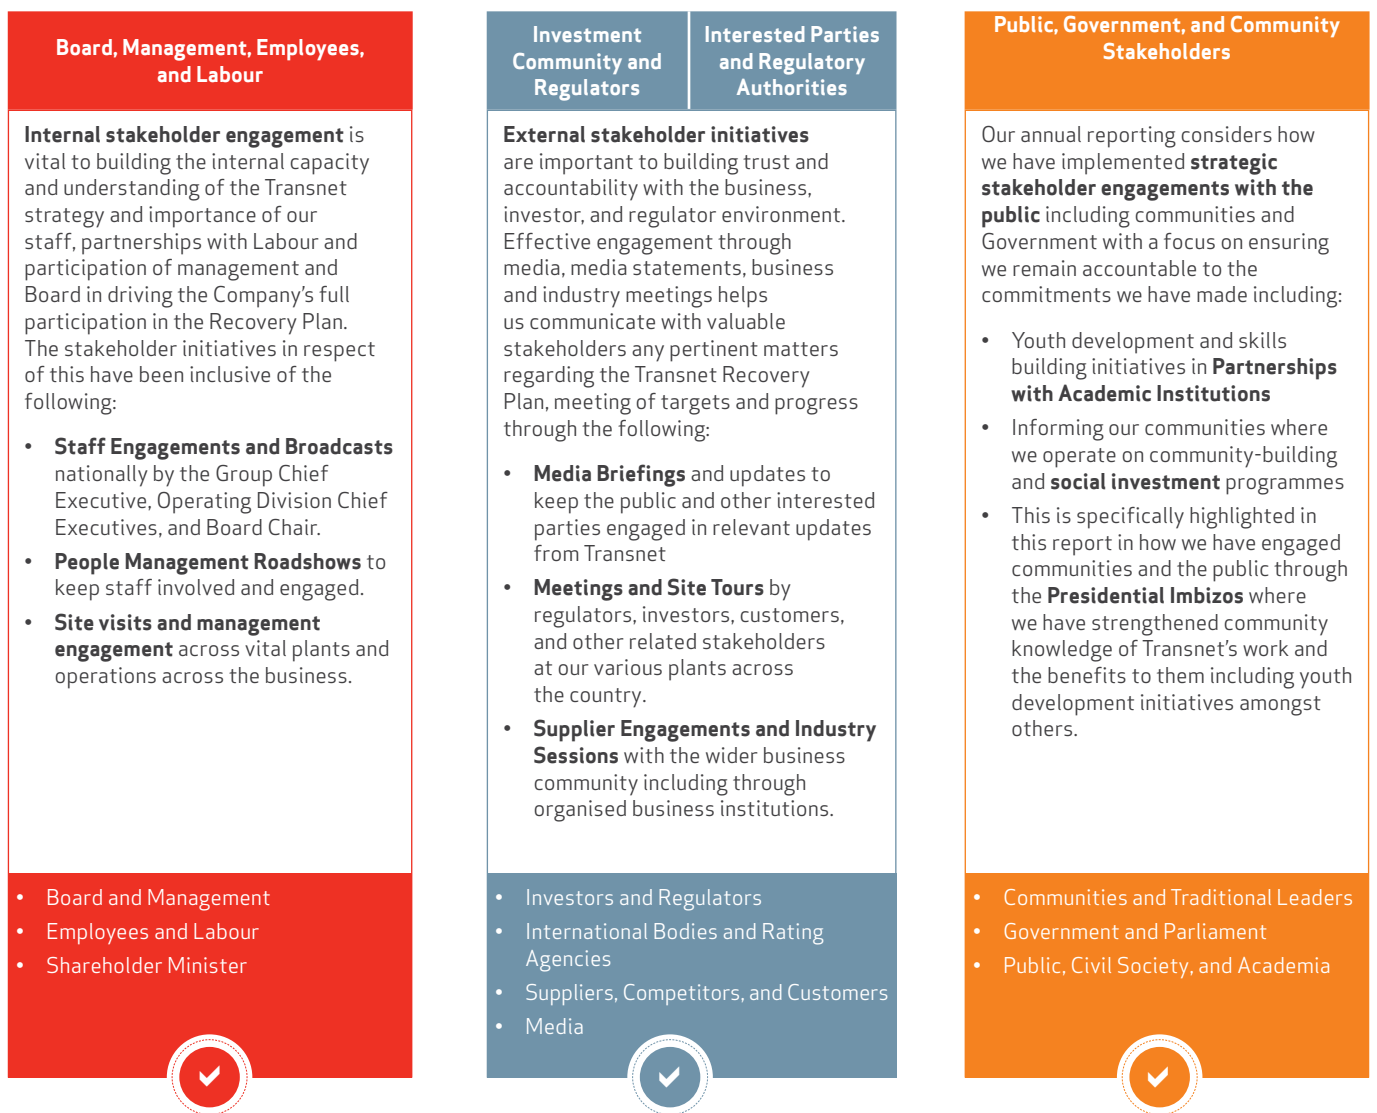 Board, Management, Employees,
and Labour
Internal stakeholder engagement is
vital to building the internal capacity
and understanding of the Transnet
strategy and importance of our
staff, partnerships with Labour and
participation of management and
Board in driving the Company's full
participation in the Recovery Plan.
The stakeholder initiatives in respect
of this have been inclusive of the
following:
• Staff Engagements and Broadcasts
nationally by the Group Chief
Executive, Operating Division Chief
Executives, and Board Chair.
• People Management Roadshows to
keep staff involved and engaged.
• Site visits and management
engagement across vital plants and
operations across the business.
• Board and Management
• Employees and Labour
• Shareholder Minister
Investment
Community and
Regulators
Interested Parties
and Regulatory
Authorities
External stakeholder initiatives
are important to building trust and
accountability with the business,
investor, and regulator environment.
Effective engagement through
media, media statements, business
and industry meetings helps
us communicate with valuable
stakeholders any pertinent matters
regarding the Transnet Recovery
Plan, meeting of targets and progress
through the following:
• Media Briefings and updates to
keep the public and other interested
parties engaged in relevant updates
from Transnet
• Meetings and Site Tours by
regulators, investors, customers,
and other related stakeholders
at our various plants across
the country.
• Supplier Engagements and Industry
Sessions with the wider business
community including through
organised business institutions.
• Investors and Regulators
• International Bodies and Rating
Agencies
• Suppliers, Competitors, and Customers
• Media
Public, Government, and Community
Stakeholders
Our annual reporting considers how
we have implemented strategic
stakeholder engagements with the
public including communities and
Government with a focus on ensuring
we remain accountable to the
commitments we have made including:
• Youth development and skills
building initiatives in Partnerships
with Academic Institutions
• Informing our communities where
we operate on community-building
and social investment programmes
• This is specifically highlighted in
this report in how we have engaged
communities and the public through
the Presidential Imbizos where
we have strengthened community
knowledge of Transnet's work and
the benefits to them including youth
development initiatives amongst
others.
• Communities and Traditional Leaders
• Government and Parliament
• Public, Civil Society, and Academia